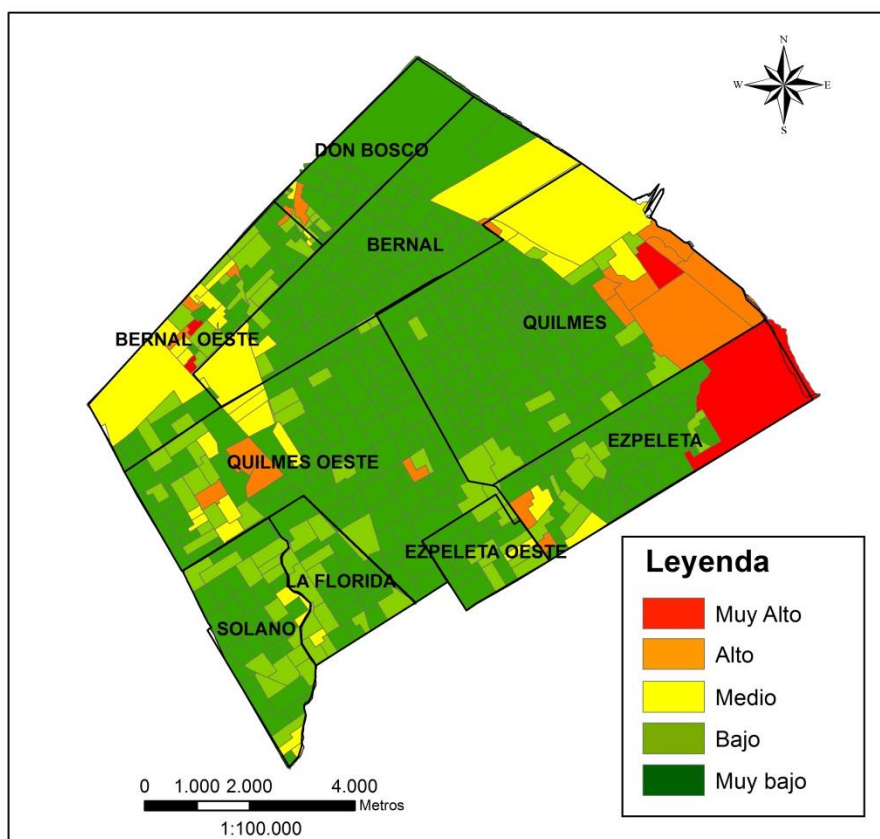 N
W E
S
DON BOSCO
BERNAL
QUILMES
BERNAL OESTE
EZPELETA
QUILMES OESTE
EZPELETA OESTE
LA FLORIDA
SOLANO
Leyenda
Muy Alto
Alto
Medio
Bajo
Muy bajo
0 1.000 2.000 4.000
Metros
1:100.000